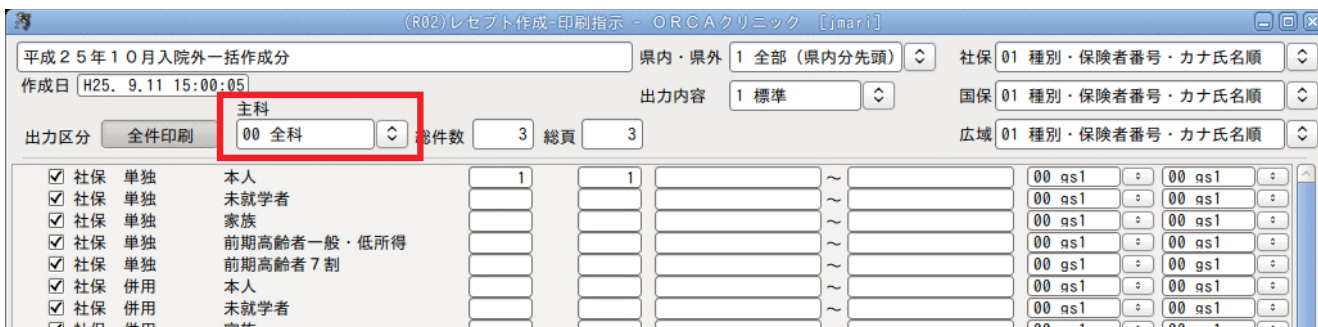 (R02)レセプト作成-印刷指示 - ORCAクリニック [jmari]
平成25年10月入院外一括作成分 県内・県外 1 全部(県内分先頭) 社保 01 種別・保険者番号・カナ氏名順
作成日 H25. 9.11 15:00:05 出力内容 1 標準 国保 01 種別・保険者番号・カナ氏名順
主科
出力区分 全件印刷 00 全科 総件数 3 総頁 3 広域 01 種別・保険者番号・カナ氏名順
社保 単独 本人 1 1 ~ 00 gs1 00 gs1
社保 単独 未就学者 ~ 00 gs1 00 gs1
社保 単独 家族 ~ 00 gs1 00 gs1
社保 単独 前期高齢者一般・低所得 ~ 00 gs1 00 gs1
社保 単独 前期高齢者7割 ~ 00 gs1 00 gs1
社保 併用 本人 ~ 00 gs1 00 gs1
社保 併用 未就学者 ~ 00 gs1 00 gs1